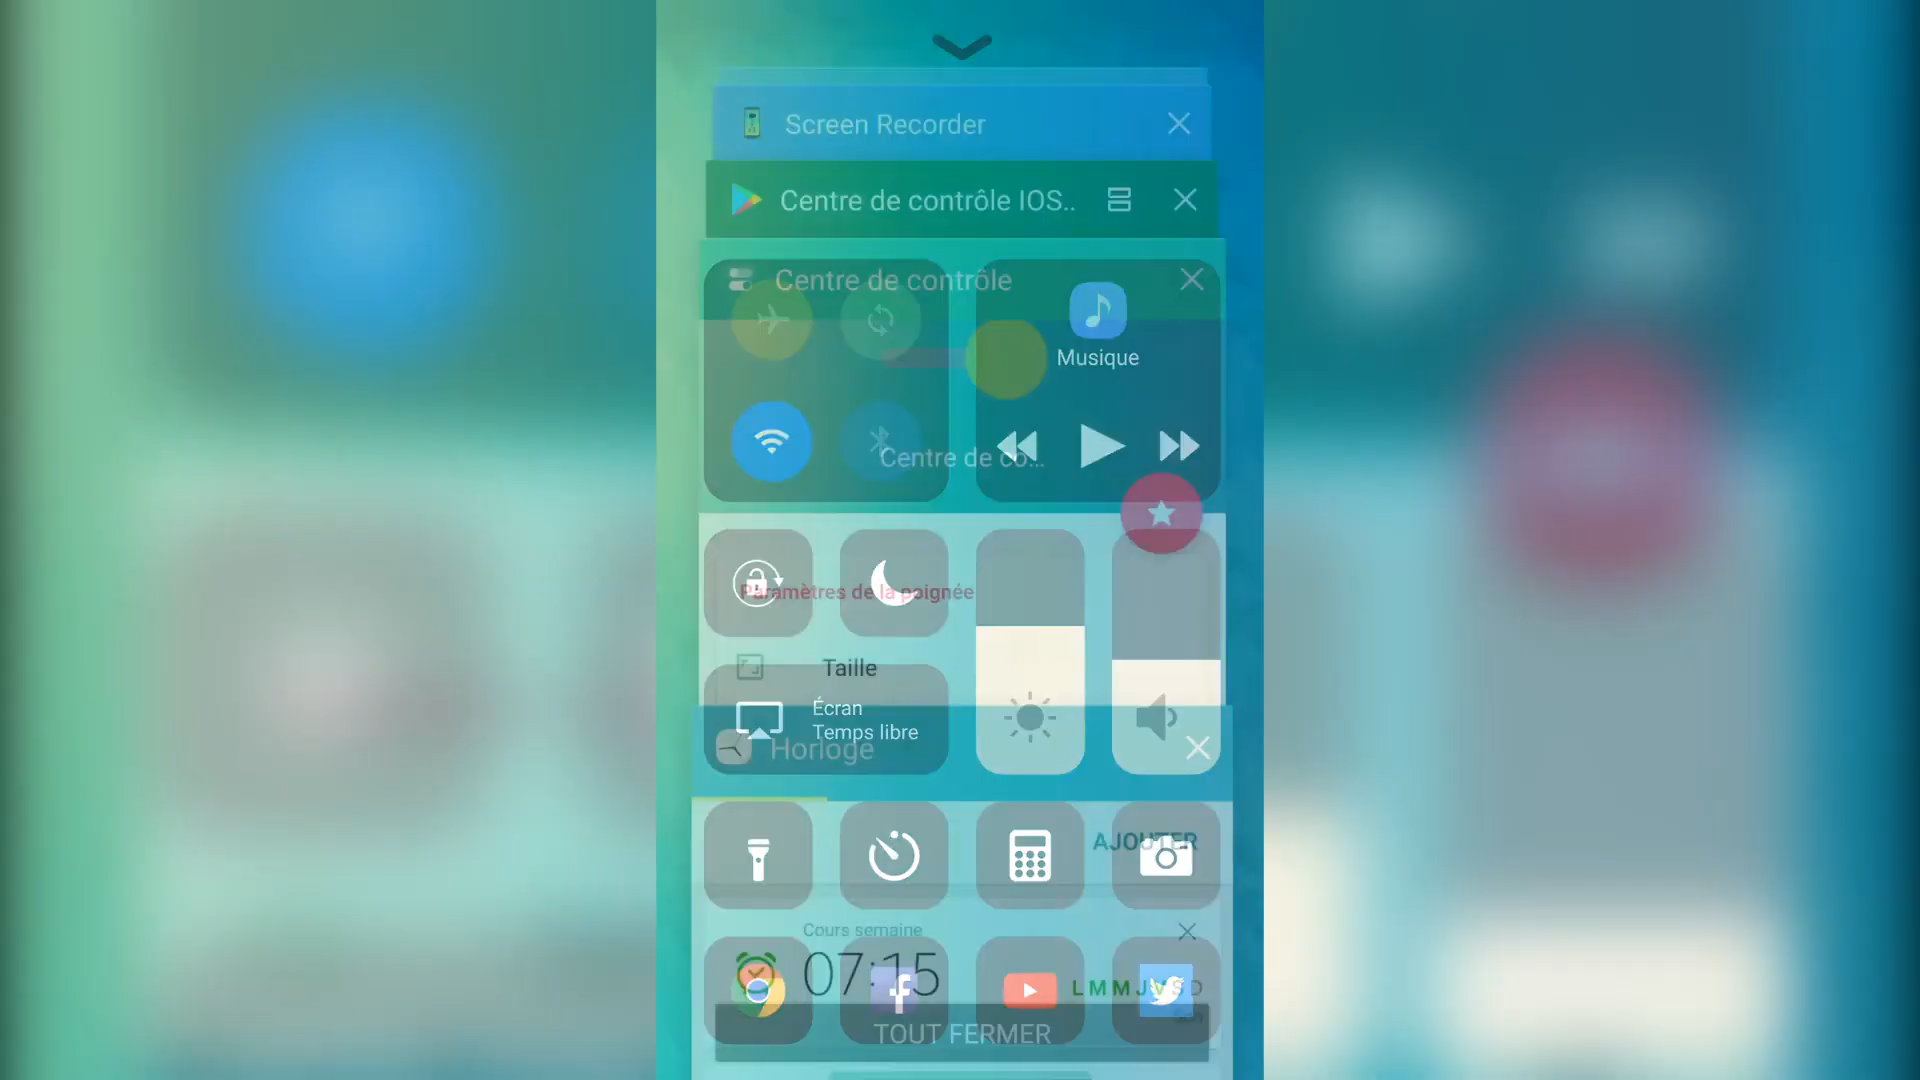 Screen Recorder
Centre de contrôle IOS..
Centre de contrôle
Musique
Centre de co...
Paramètres de la poignée
Taille
Écran
Temps libre
Horloge
AJOUTER
Cours semaine
07:15
L M M J V S D
TOUT FERMER